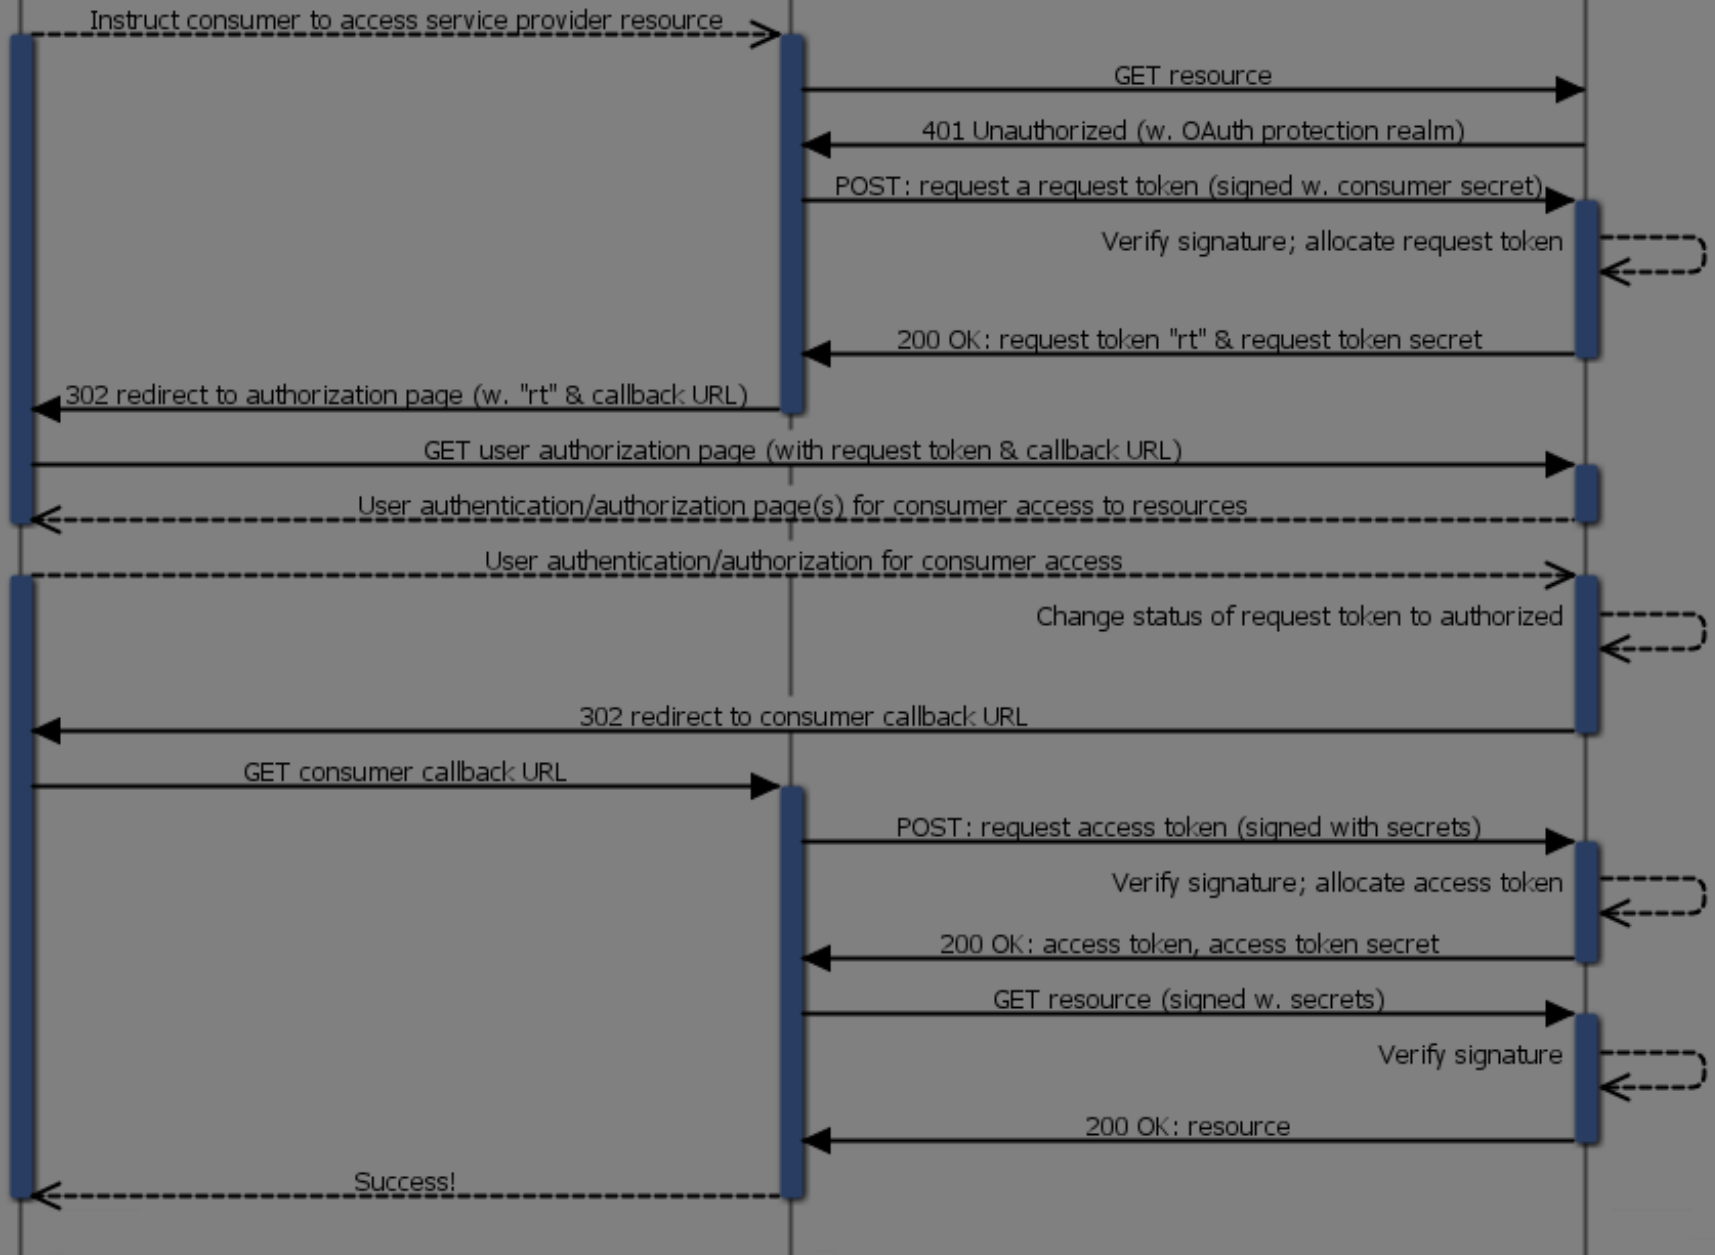 Instruct consumer to access service provider resource
GET resource
401 Unauthorized (w. OAuth protection realm)
POST: request a request token (signed w. consumer secret)
Verify signature; allocate request token
200 OK: request token "rt" & request token secret
302 redirect to authorization page (w. "rt" & callback URL)
GET user authorization page (with request token & callback URL)
User authentication/authorization page(s) for consumer access to resources
User authentication/authorization for consumer access
Change status of request token to authorized
302 redirect to consumer callback URL
GET consumer callback URL
POST: request access token (signed with secrets)
Verify signature; allocate access token
200 OK: access token, access token secret
GET resource (signed w. secrets)
Verify signature
200 OK: resource
Success!